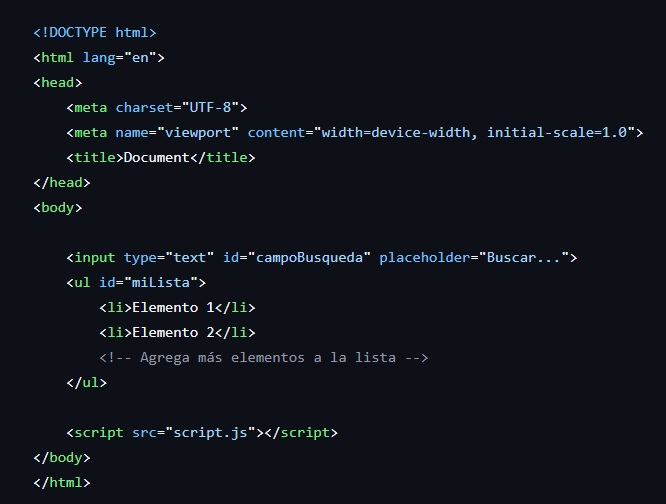 <!DOCTYPE html>
<html lang="en">
<head>
    <meta charset="UTF-8">
    <meta name="viewport" content="width=device-width, initial-scale=1.0">
    <title>Document</title>
</head>
<body>

    <input type="text" id="campoBusqueda" placeholder="Buscar...">
    <ul id="miLista">
        <li>Elemento 1</li>
        <li>Elemento 2</li>
        <!-- Agrega más elementos a la lista -->
    </ul>

    <script src="script.js"></script>
</body>
</html>